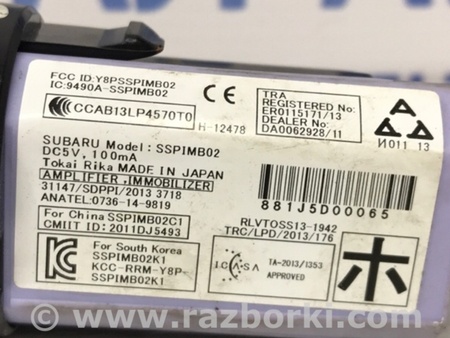 FCC ID:Y8PSSPIMB02
IC:9490A-SSPIMB02
CCAB13LP4570T0
H-12478
CE
TRA
REGISTERED No:
ER0115171/13
DEALER No:
DA0062928/11
И011 13
SUBARU Model: SSPIMB02
DC5V, 100mA
Tokai Rika MADE IN JAPAN
AMPLIFIER, IMMOBILIZER
31147/SDPPI/2013 3718
ANATEL:0736-14-9819
881J5D00065
For China SSPIMB02C1
CMIIT ID: 2011DJ5493
RLVTOSS13-1942
TRC/LPD/2013/176
For South Korea
SSPIMB02K1
KCC-RRM-Y8P-
SSPIMB02K1
ICASA
TA-2013/1353
APPROVED
ホ
www.razborki.com